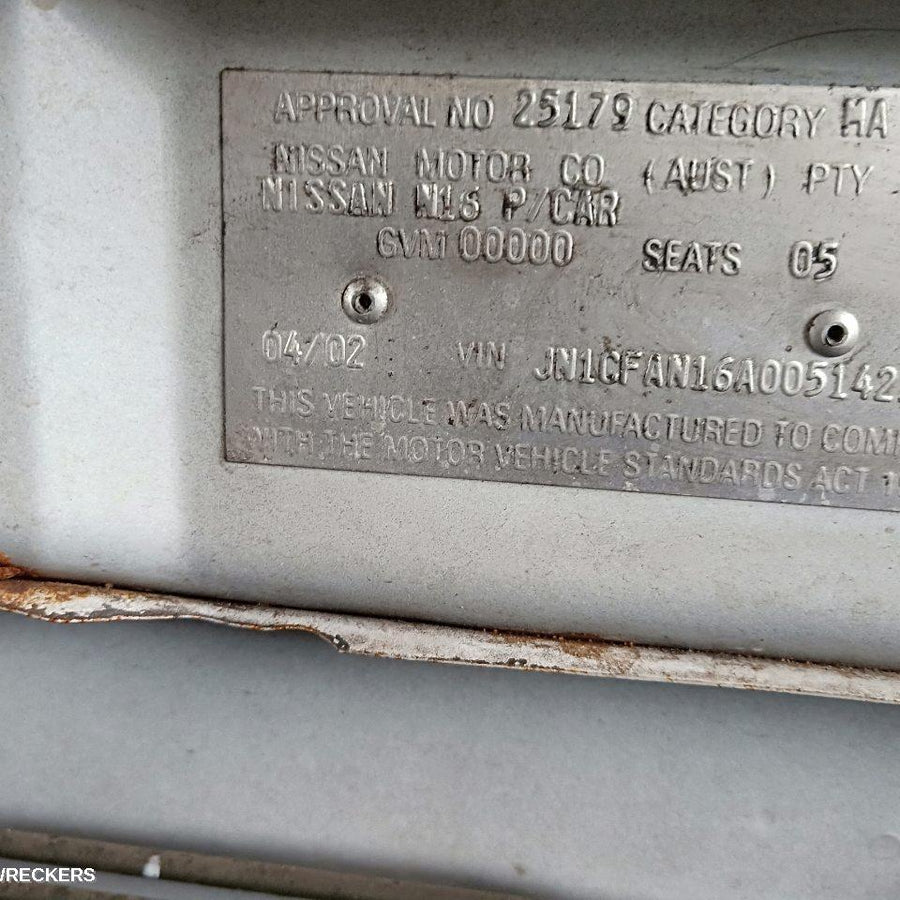 APPROVAL NO 25179 CATEGORY MA
NISSAN MOTOR CO (AUST) PTY
NISSAN N16 P/CAR
GVM 00000 SEATS 05
04/02 VIN JN1CFAN16A005142
THIS VEHICLE WAS MANUFACTURED TO COM
WITH THE MOTOR VEHICLE STANDARDS ACT 1
WRECKERS